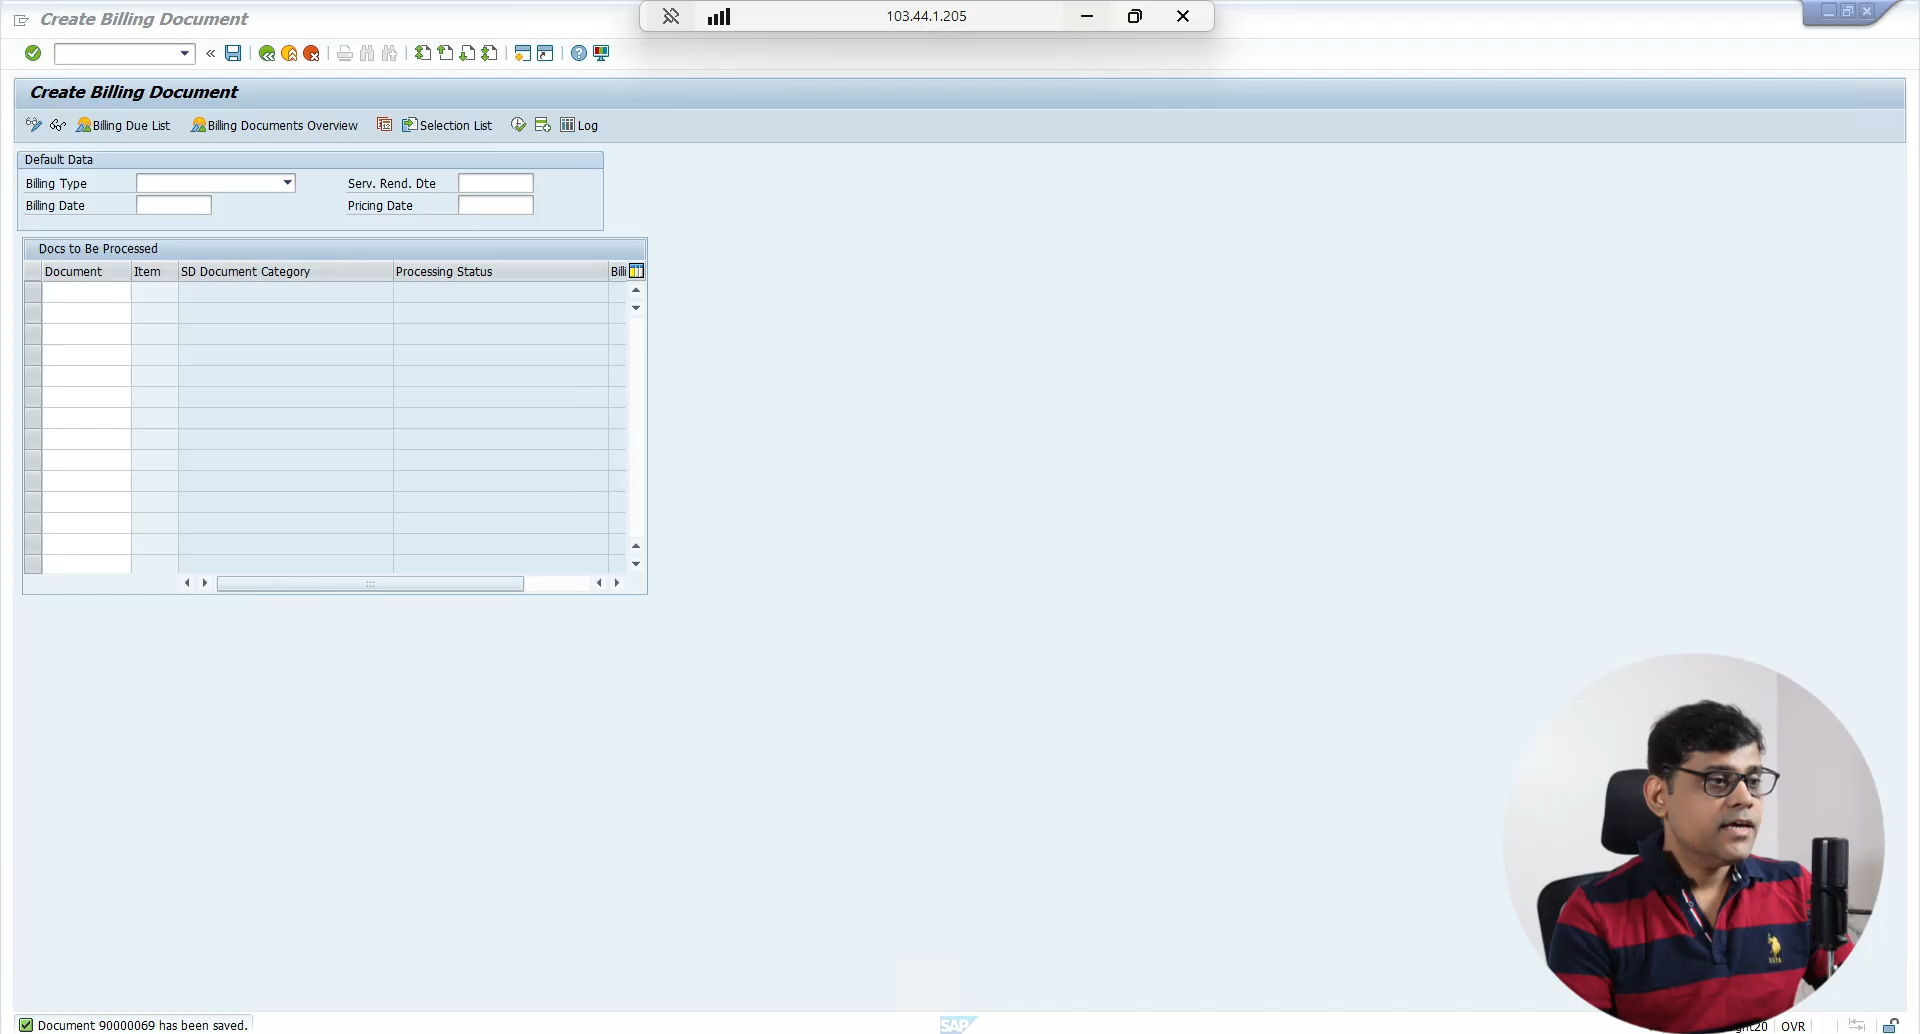 Create Billing Document
103.44.1.205
Create Billing Document
Billing Due List Billing Documents Overview Selection List Log
Default Data
Billing Type Serv. Rend. Dte
Billing Date Pricing Date
Docs to Be Processed
Document Item SD Document Category Processing Status Billi
Document 90000069 has been saved.
SAP
OVR